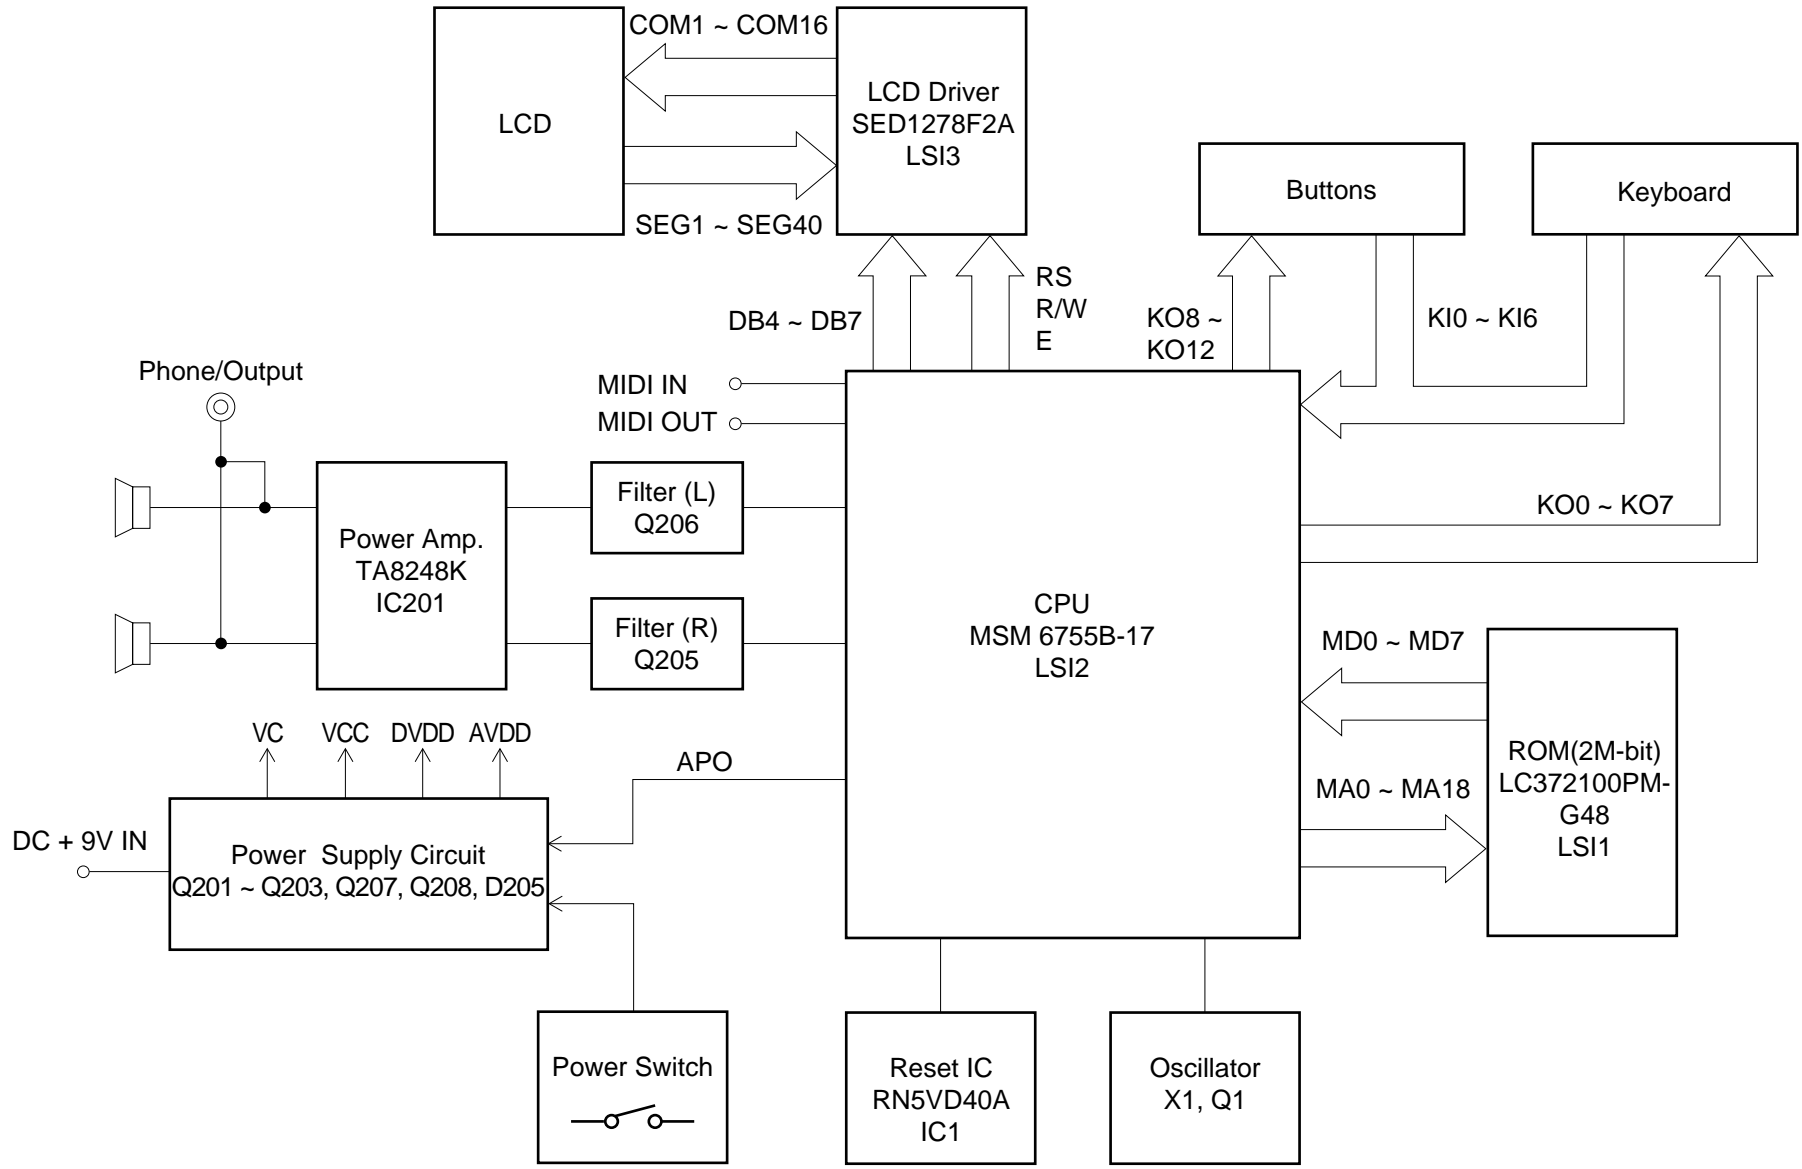 COM1 ~ COM16
LCD
LCD Driver
SED1278F2A
LSI3
SEG1 ~ SEG40
Buttons
Keyboard
DB4 ~ DB7
RS
R/W
E
KO8 ~
KO12
KI0 ~ KI6
Phone/Output
MIDI IN
MIDI OUT
Filter (L)
Q206
KO0 ~ KO7
Power Amp.
TA8248K
IC201
Filter (R)
Q205
CPU
MSM 6755B-17
LSI2
MD0 ~ MD7
VC
VCC
DVDD
AVDD
APO
ROM(2M-bit)
LC372100PM-
G48
LSI1
MA0 ~ MA18
DC + 9V IN
Power Supply Circuit
Q201 ~ Q203, Q207, Q208, D205
Power Switch
Reset IC
RN5VD40A
IC1
Oscillator
X1, Q1